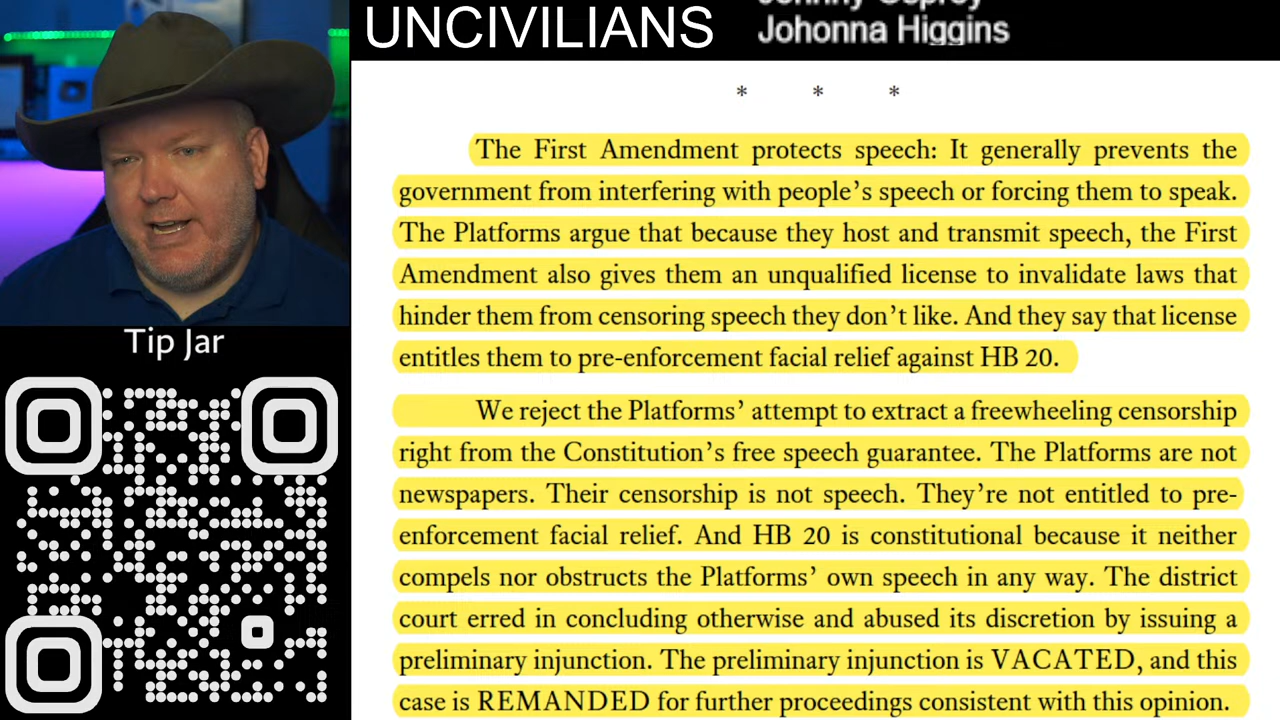 UNCIVILIANS
Johnny Osprey
Johonna Higgins
* * *
The First Amendment protects speech: It generally prevents the
government from interfering with people's speech or forcing them to speak.
The Platforms argue that because they host and transmit speech, the First
Amendment also gives them an unqualified license to invalidate laws that
hinder them from censoring speech they don't like. And they say that license
entitles them to pre-enforcement facial relief against HB 20.
We reject the Platforms' attempt to extract a freewheeling censorship
right from the Constitution's free speech guarantee. The Platforms are not
newspapers. Their censorship is not speech. They're not entitled to pre-
enforcement facial relief. And HB 20 is constitutional because it neither
compels nor obstructs the Platforms' own speech in any way. The district
court erred in concluding otherwise and abused its discretion by issuing a
preliminary injunction. The preliminary injunction is VACATED, and this
case is REMANDED for further proceedings consistent with this opinion.
Tip Jar